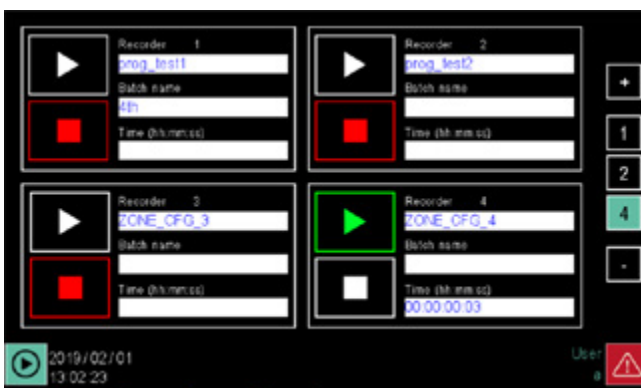 Recorder 1
prog_test1
Batch name
4th
Time (hh:mm:ss)
Recorder 2
prog_test2
Batch name
Time (hh:mm:ss)
+
1
2
4
-
Recorder 3
ZONE_CFG_3
Batch name
Time (hh:mm:ss)
Recorder 4
ZONE_CFG_4
Batch name
Time (hh:mm:ss)
00:00:00:03
2019/02/01
13:02:23
User
a